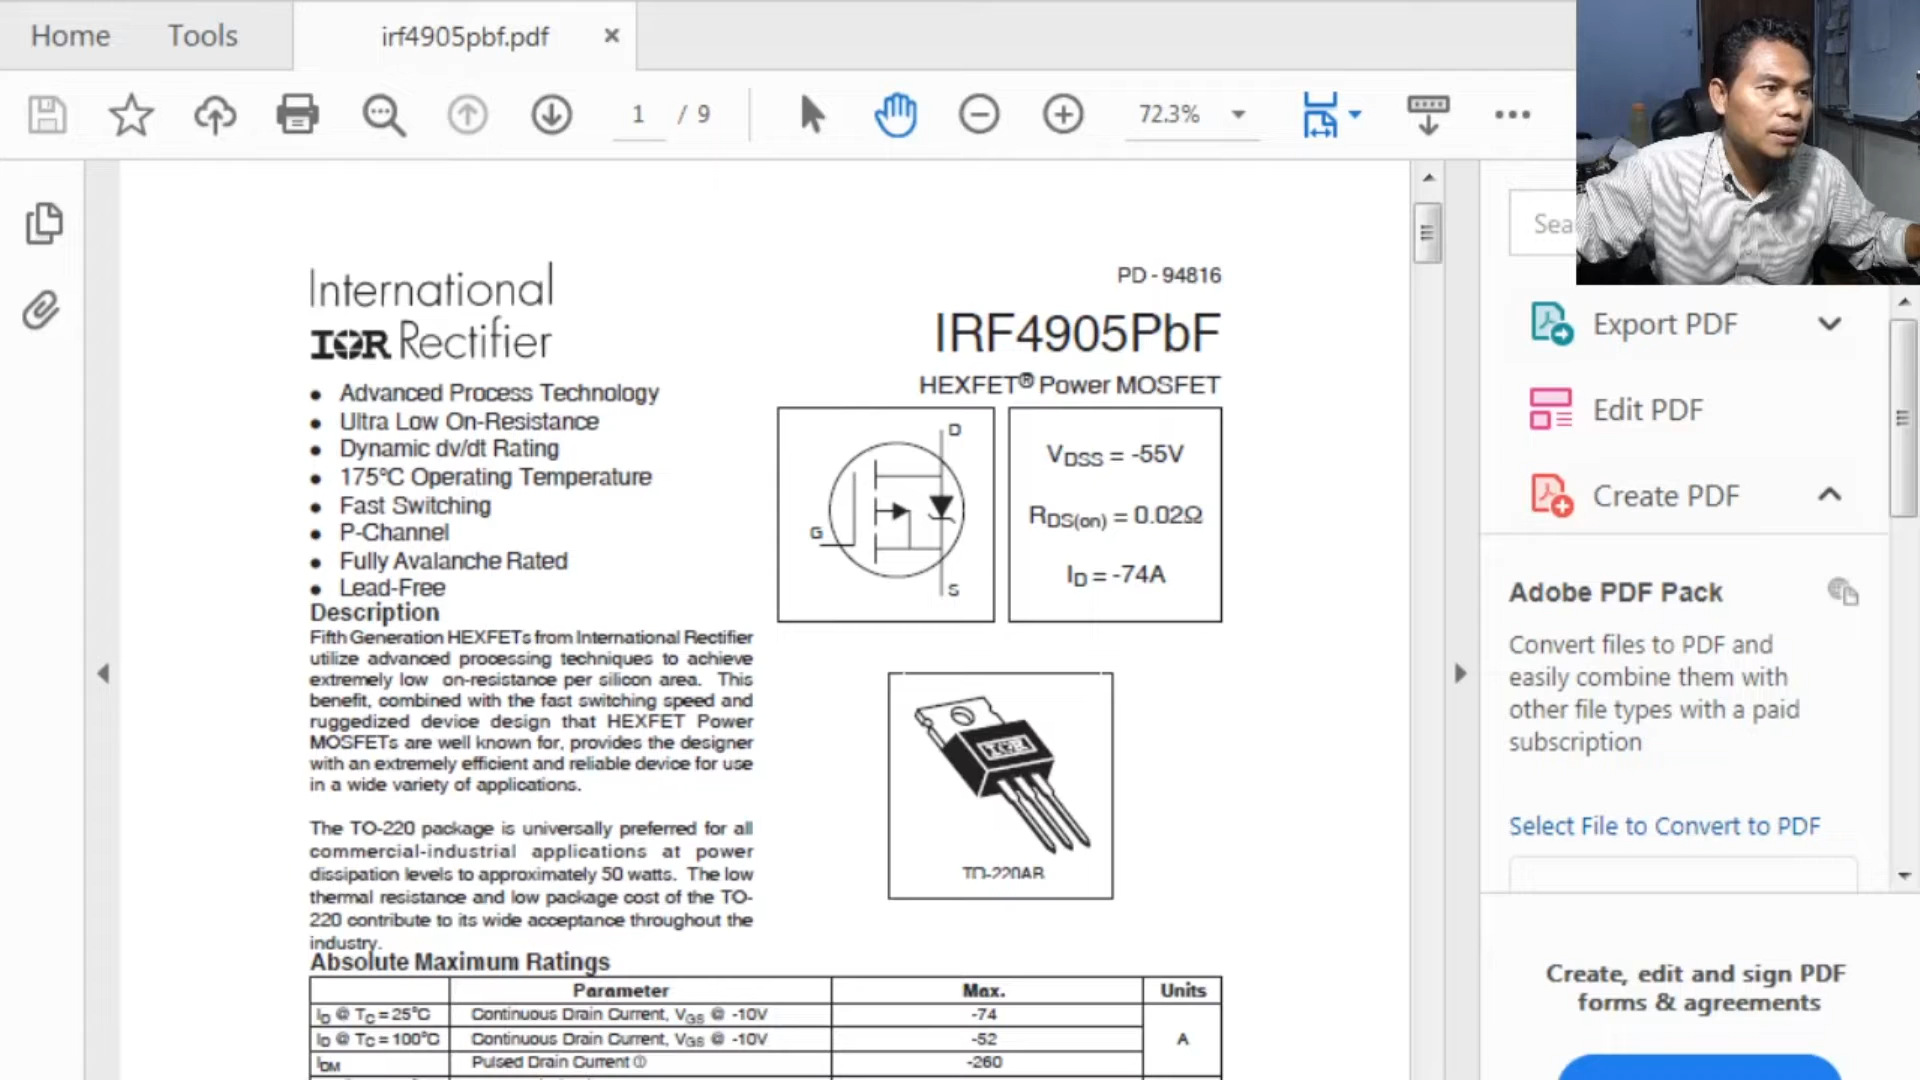 Home Tools irf4905pbf.pdf
1 / 9 72.3%
Sea
International
IOR Rectifier
PD - 94816
IRF4905PbF
HEXFET® Power MOSFET
Advanced Process Technology
Ultra Low On-Resistance
Dynamic dv/dt Rating
175°C Operating Temperature
Fast Switching
P-Channel
Fully Avalanche Rated
Lead-Free
D
G
S
VDSS = -55V
RDS(on) = 0.02Ω
ID = -74A
Description
Fifth Generation HEXFETs from International Rectifier
utilize advanced processing techniques to achieve
extremely low on-resistance per silicon area. This
benefit, combined with the fast switching speed and
ruggedized device design that HEXFET Power
MOSFETs are well known for, provides the designer
with an extremely efficient and reliable device for use
in a wide variety of applications.
The TO-220 package is universally preferred for all
commercial-industrial applications at power
dissipation levels to approximately 50 watts. The low
thermal resistance and low package cost of the TO-
220 contribute to its wide acceptance throughout the
industry.
IOR
TO-220AB
Absolute Maximum Ratings
Parameter Max. Units
ID @ TC = 25°C Continuous Drain Current, VGS @ -10V -74
ID @ TC = 100°C Continuous Drain Current, VGS @ -10V -52 A
IDM Pulsed Drain Current ① -260
Export PDF
Edit PDF
Create PDF
Adobe PDF Pack
Convert files to PDF and
easily combine them with
other file types with a paid
subscription
Select File to Convert to PDF
Create, edit and sign PDF
forms & agreements